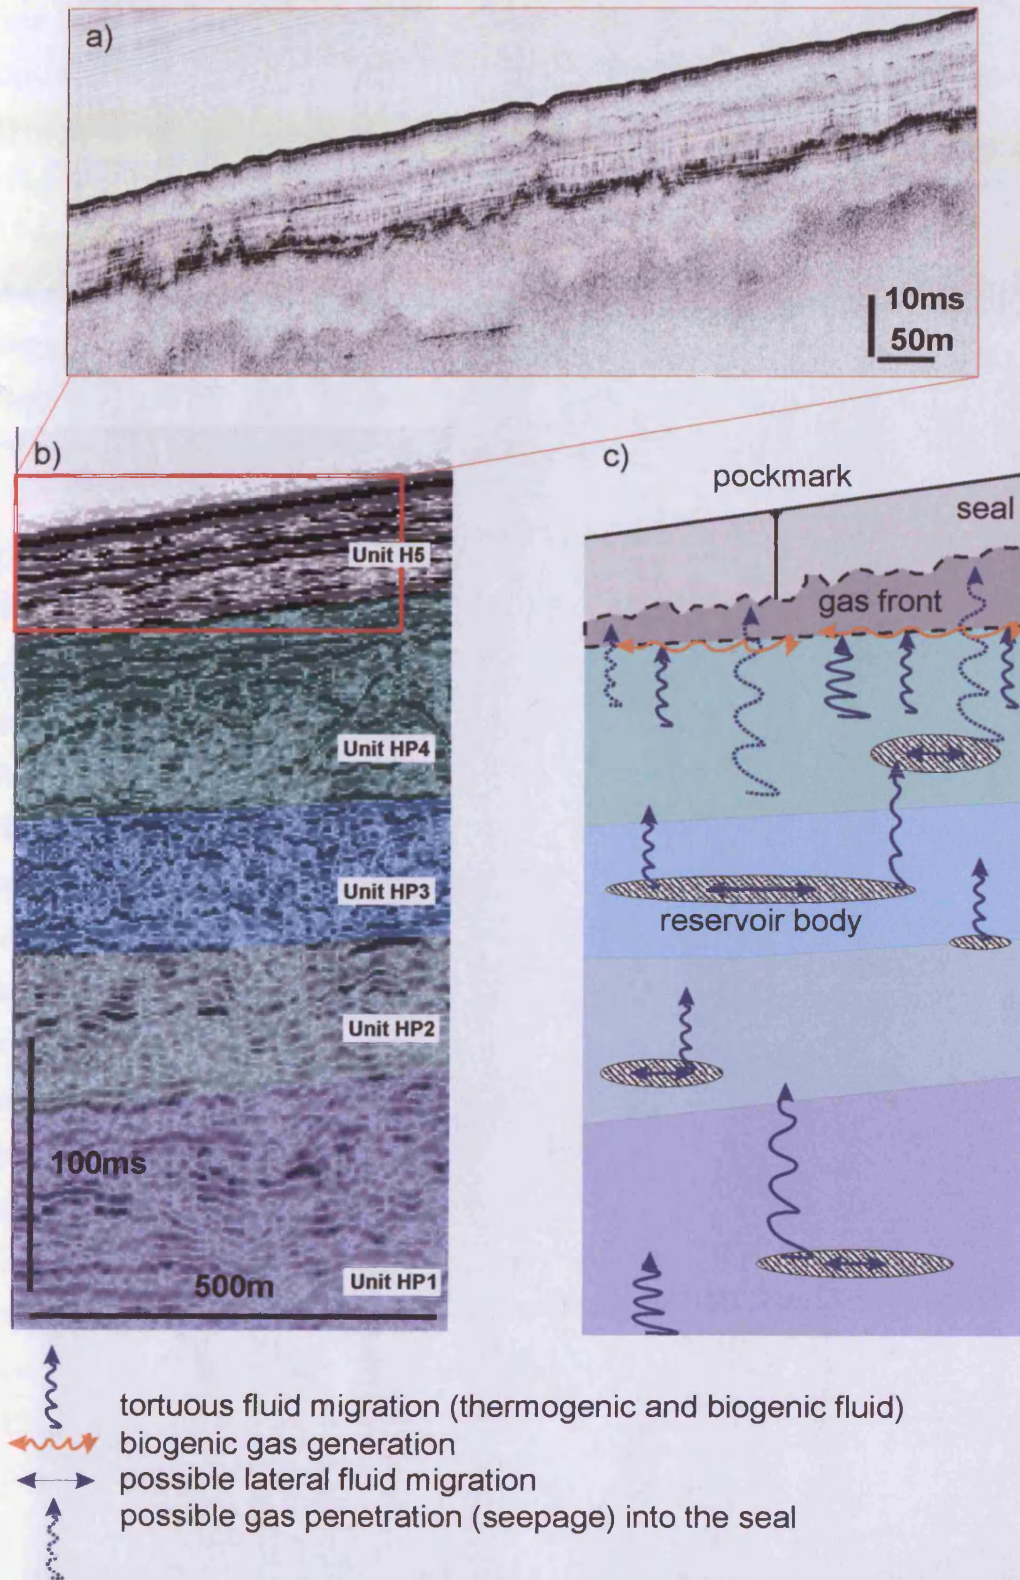 a)
10ms
50m
b)
Unit H5
Unit HP4
Unit HP3
Unit HP2
100ms
500m
Unit HP1
c)
pockmark
seal
gas front
reservoir body
tortuous fluid migration (thermogenic and biogenic fluid)
biogenic gas generation
possible lateral fluid migration
possible gas penetration (seepage) into the seal